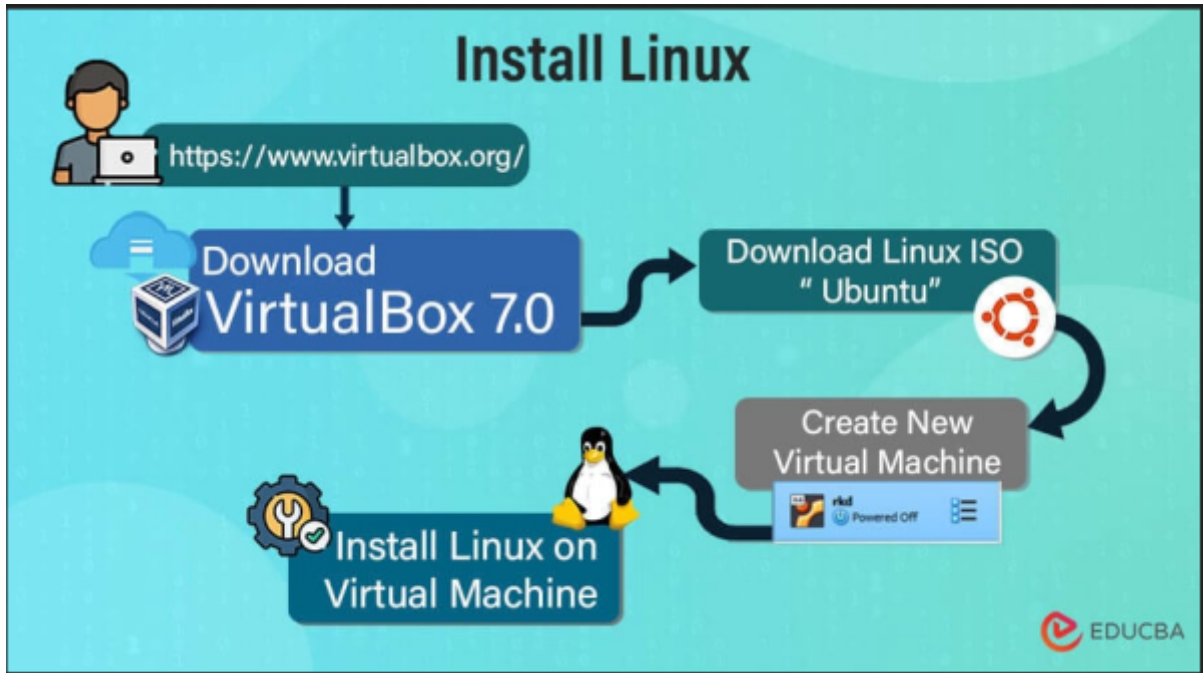 Install Linux
https://www.virtualbox.org/
Download
VirtualBox 7.0
Download Linux ISO
“ Ubuntu”
Create New
Virtual Machine
rkd
Powered Off
Install Linux on
Virtual Machine
EDUCBA